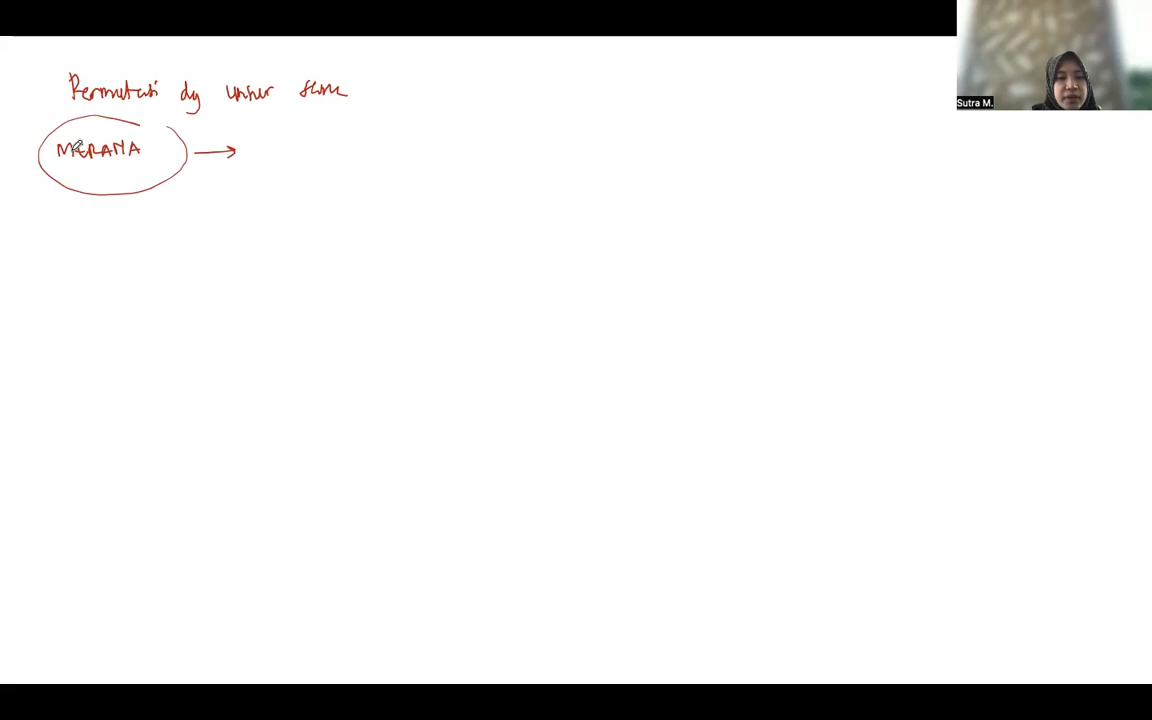 Permutasi dg unsur sama
MERANA →
Sutra M.